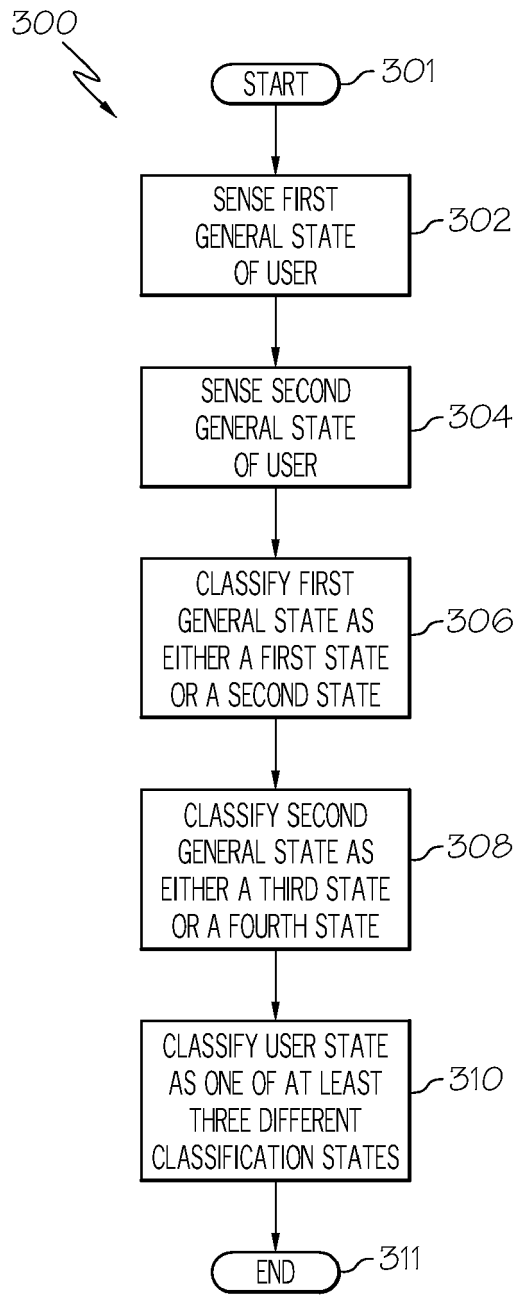 300
START
301
SENSE FIRST
GENERAL STATE
OF USER
302
SENSE SECOND
GENERAL STATE
OF USER
304
CLASSIFY FIRST
GENERAL STATE AS
EITHER A FIRST STATE
OR A SECOND STATE
306
CLASSIFY SECOND
GENERAL STATE AS
EITHER A THIRD STATE
OR A FOURTH STATE
308
CLASSIFY USER STATE
AS ONE OF AT LEAST
THREE DIFFERENT
CLASSIFICATION STATES
310
END
311